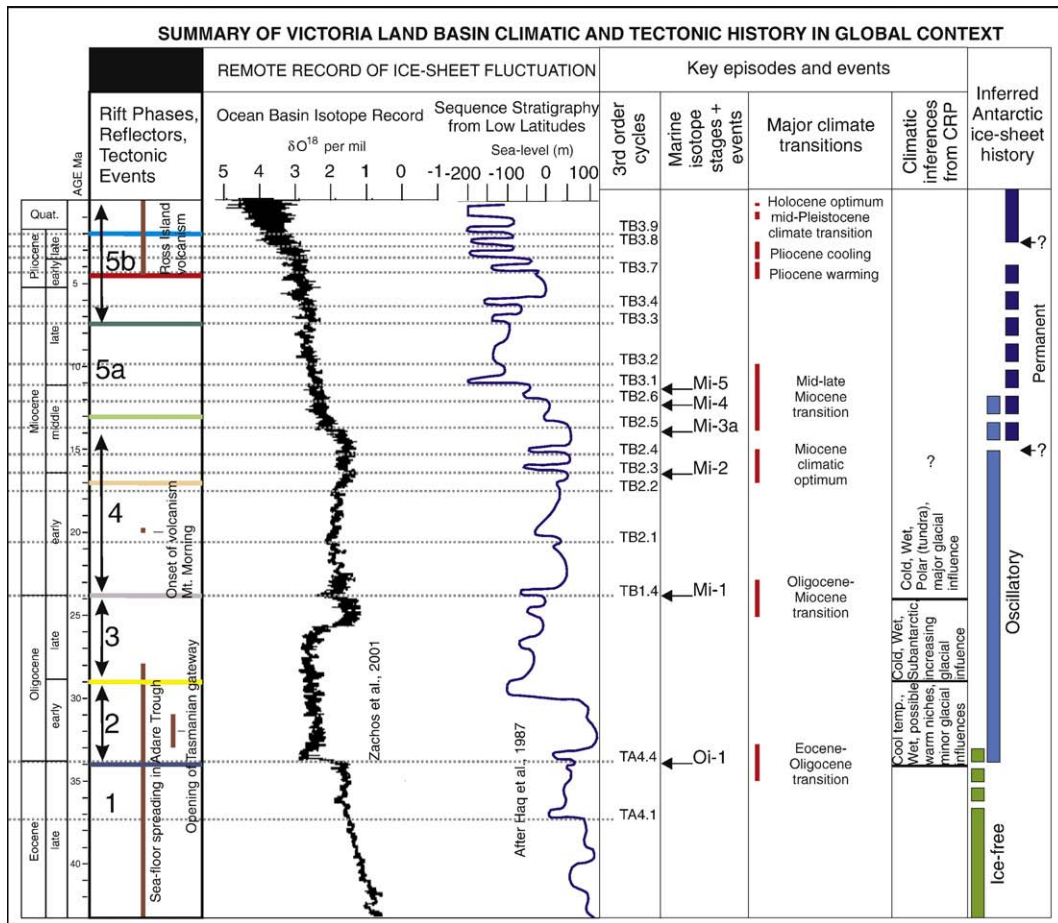 SUMMARY OF VICTORIA LAND BASIN CLIMATIC AND TECTONIC HISTORY IN GLOBAL CONTEXT
REMOTE RECORD OF ICE-SHEET FLUCTUATION
Key episodes and events
Inferred
Antarctic
ice-sheet
history
AGE Ma
Rift Phases,
Reflectors,
Tectonic
Events
Ocean Basin Isotope Record
δO18 per mil
5 4 3 2 1 0 -1
Sequence Stratigraphy
from Low Latitudes
Sea-level (m)
-200 -100 0 100
3rd order
cycles
Marine
isotope
stages +
events
Major climate
transitions
Climatic
inferences
from CRP
Quat.
Pliocene
late
early
Miocene
late
middle
early
Oligocene
late
early
Eocene
late
5
10
15
20
25
30
35
40
5b
5a
4
3
2
1
Ross Island
volcanism
Onset of volcanism
Mt. Morning
Sea-floor spreading in Adare Trough
Opening of Tasmanian gateway
Zachos et al., 2001
After Haq et al., 1987
TB3.9
TB3.8
TB3.7
TB3.4
TB3.3
TB3.2
TB3.1
TB2.6
TB2.5
TB2.4
TB2.3
TB2.2
TB2.1
TB1.4
TA4.4
TA4.1
Mi-5
Mi-4
Mi-3a
Mi-2
Mi-1
Oi-1
Holocene optimum
mid-Pleistocene
climate transition
Pliocene cooling
Pliocene warming
Mid-late
Miocene
transition
Miocene
climatic
optimum
Oligocene-
Miocene
transition
Eocene-
Oligocene
transition
?
Cold, Wet,
Polar (tundra),
major glacial
influence
Cold, Wet,
Subantarctic,
increasing
glacial
infuence
Cool temp.,
Wet, possible
warm niches,
minor glacial
influences
?
?
Permanent
Oscillatory
Ice-free